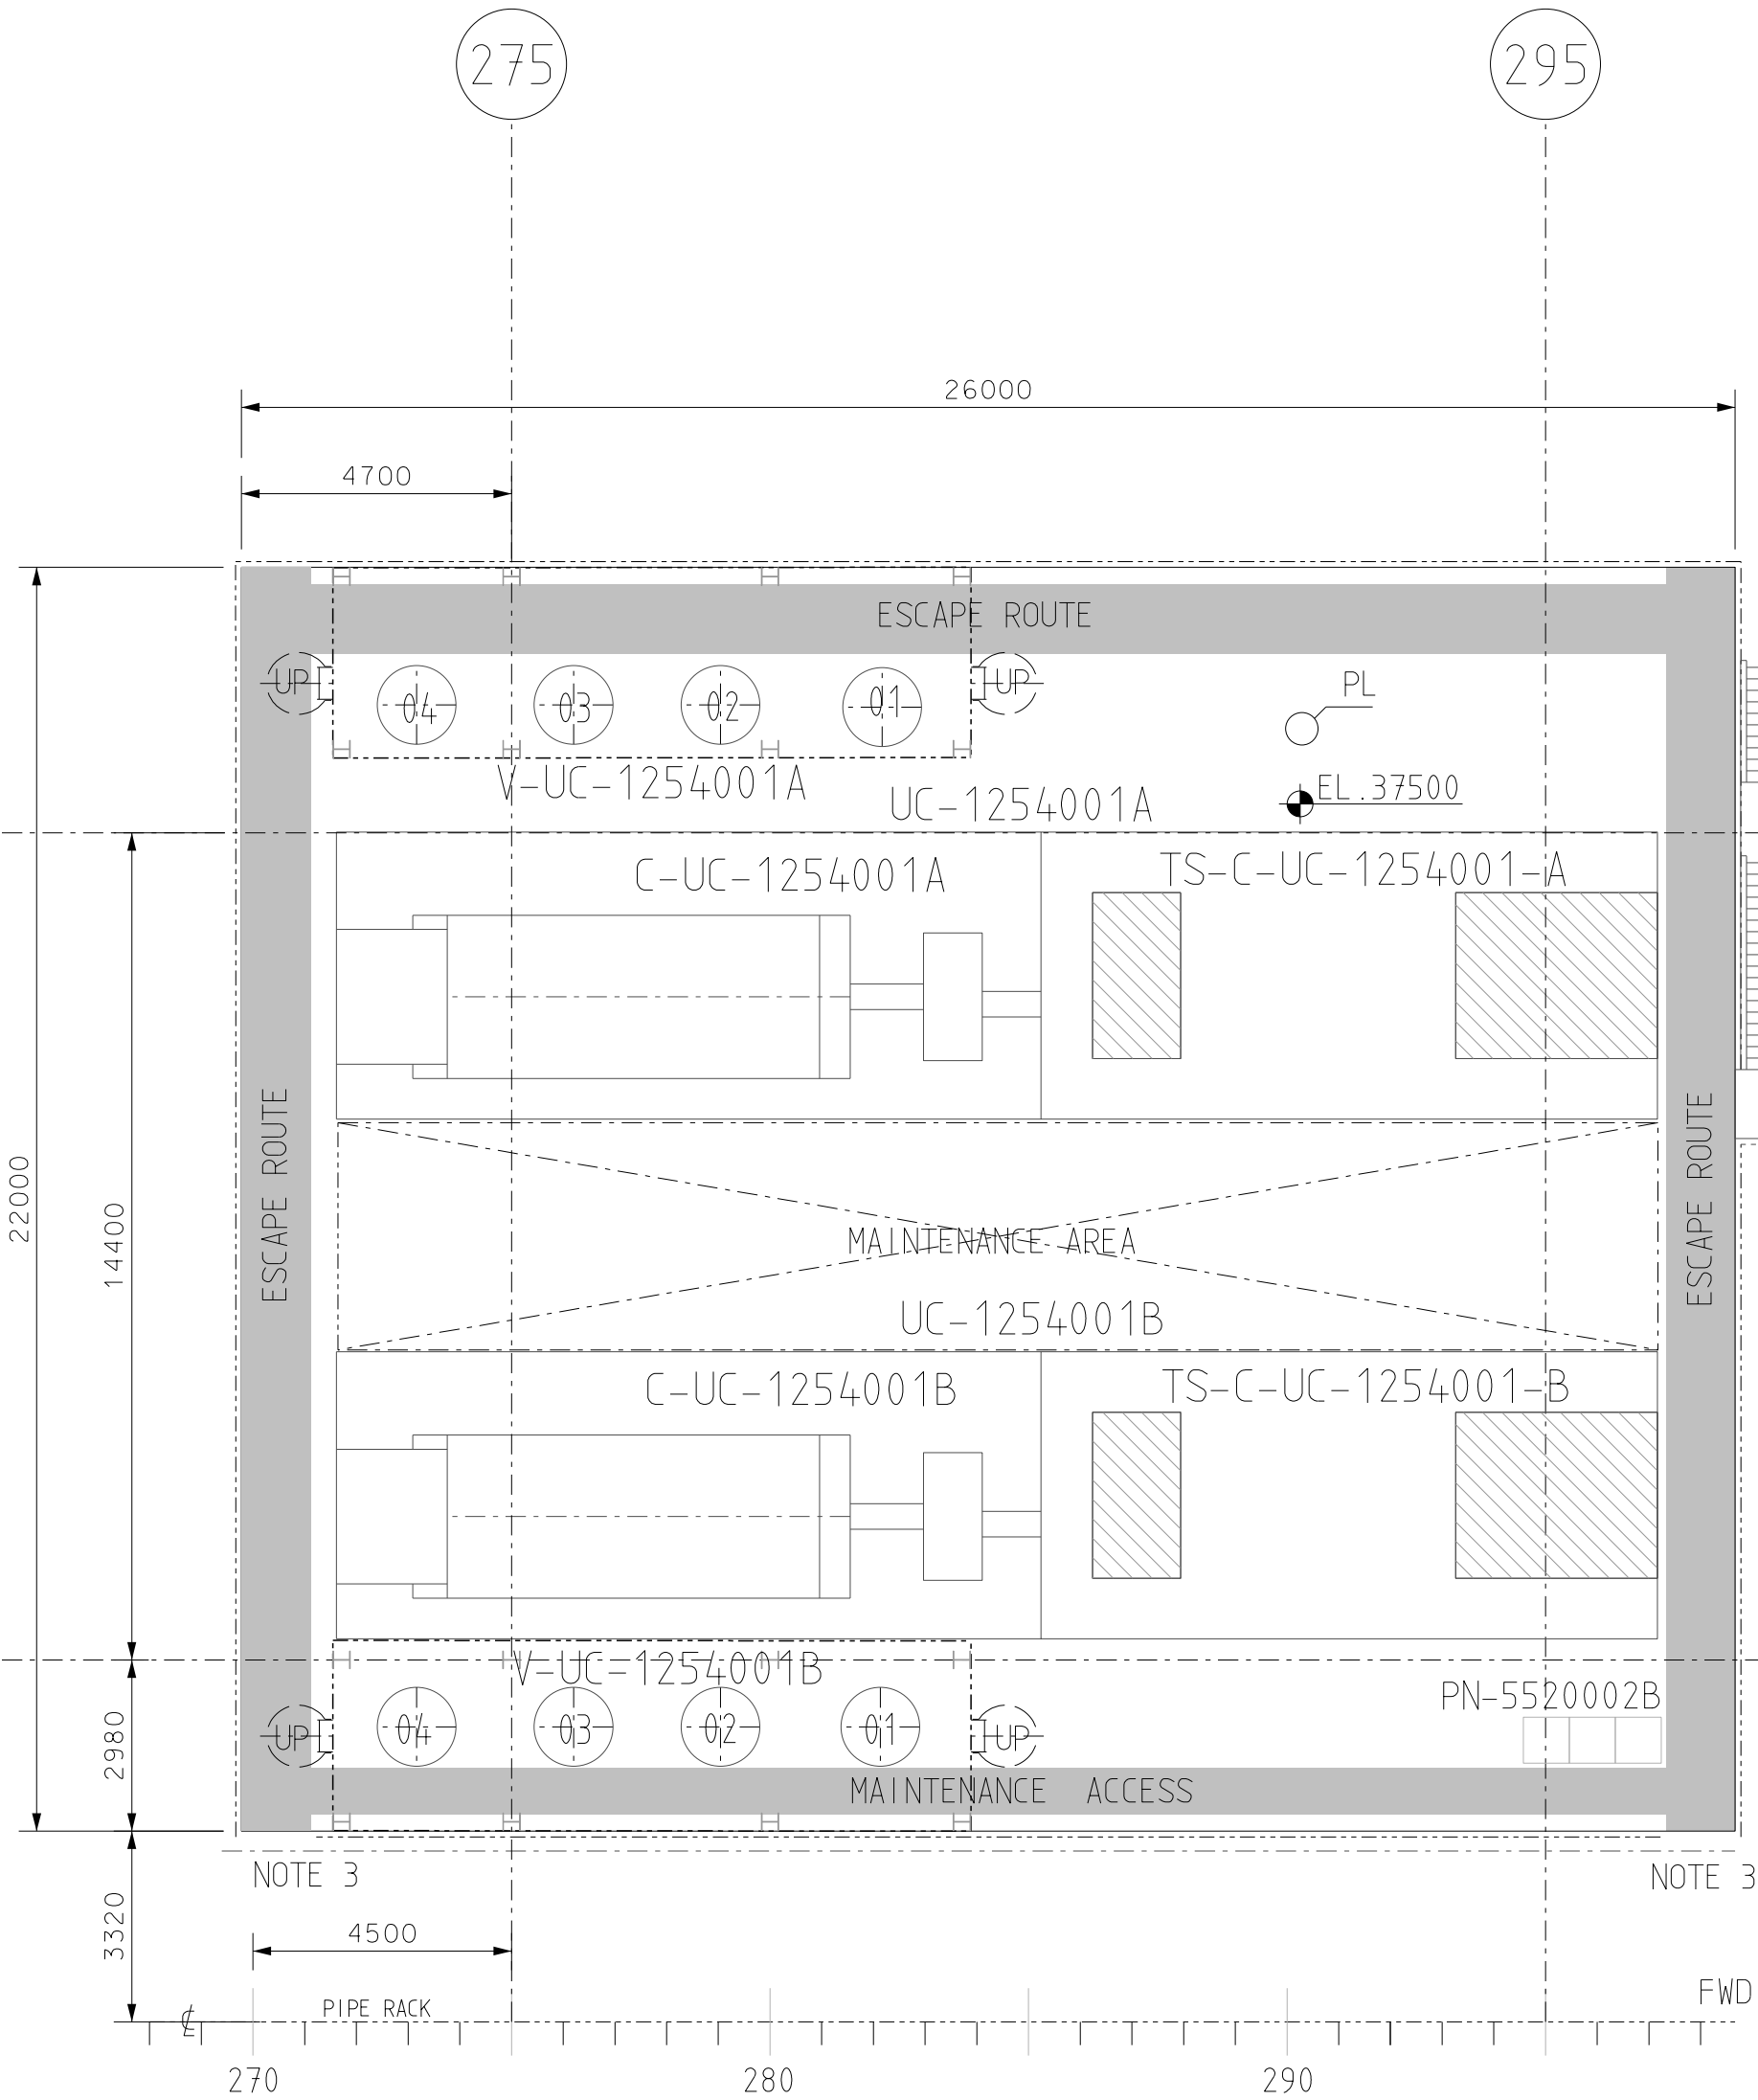 275
295
26000
4700
ESCAPE ROUTE
UP
04
03
02
01
UP
PL
V-UC-1254001A
UC-1254001A
EL.37500
C-UC-1254001A
TS-C-UC-1254001-A
ESCAPE ROUTE
ESCAPE ROUTE
22000
14400
MAINTENANCE AREA
UC-1254001B
C-UC-1254001B
TS-C-UC-1254001-B
V-UC-1254001B
PN-5520002B
UP
04
03
02
01
UP
2980
MAINTENANCE ACCESS
NOTE 3
NOTE 3
3320
4500
FWD
℄
PIPE RACK
270
280
290